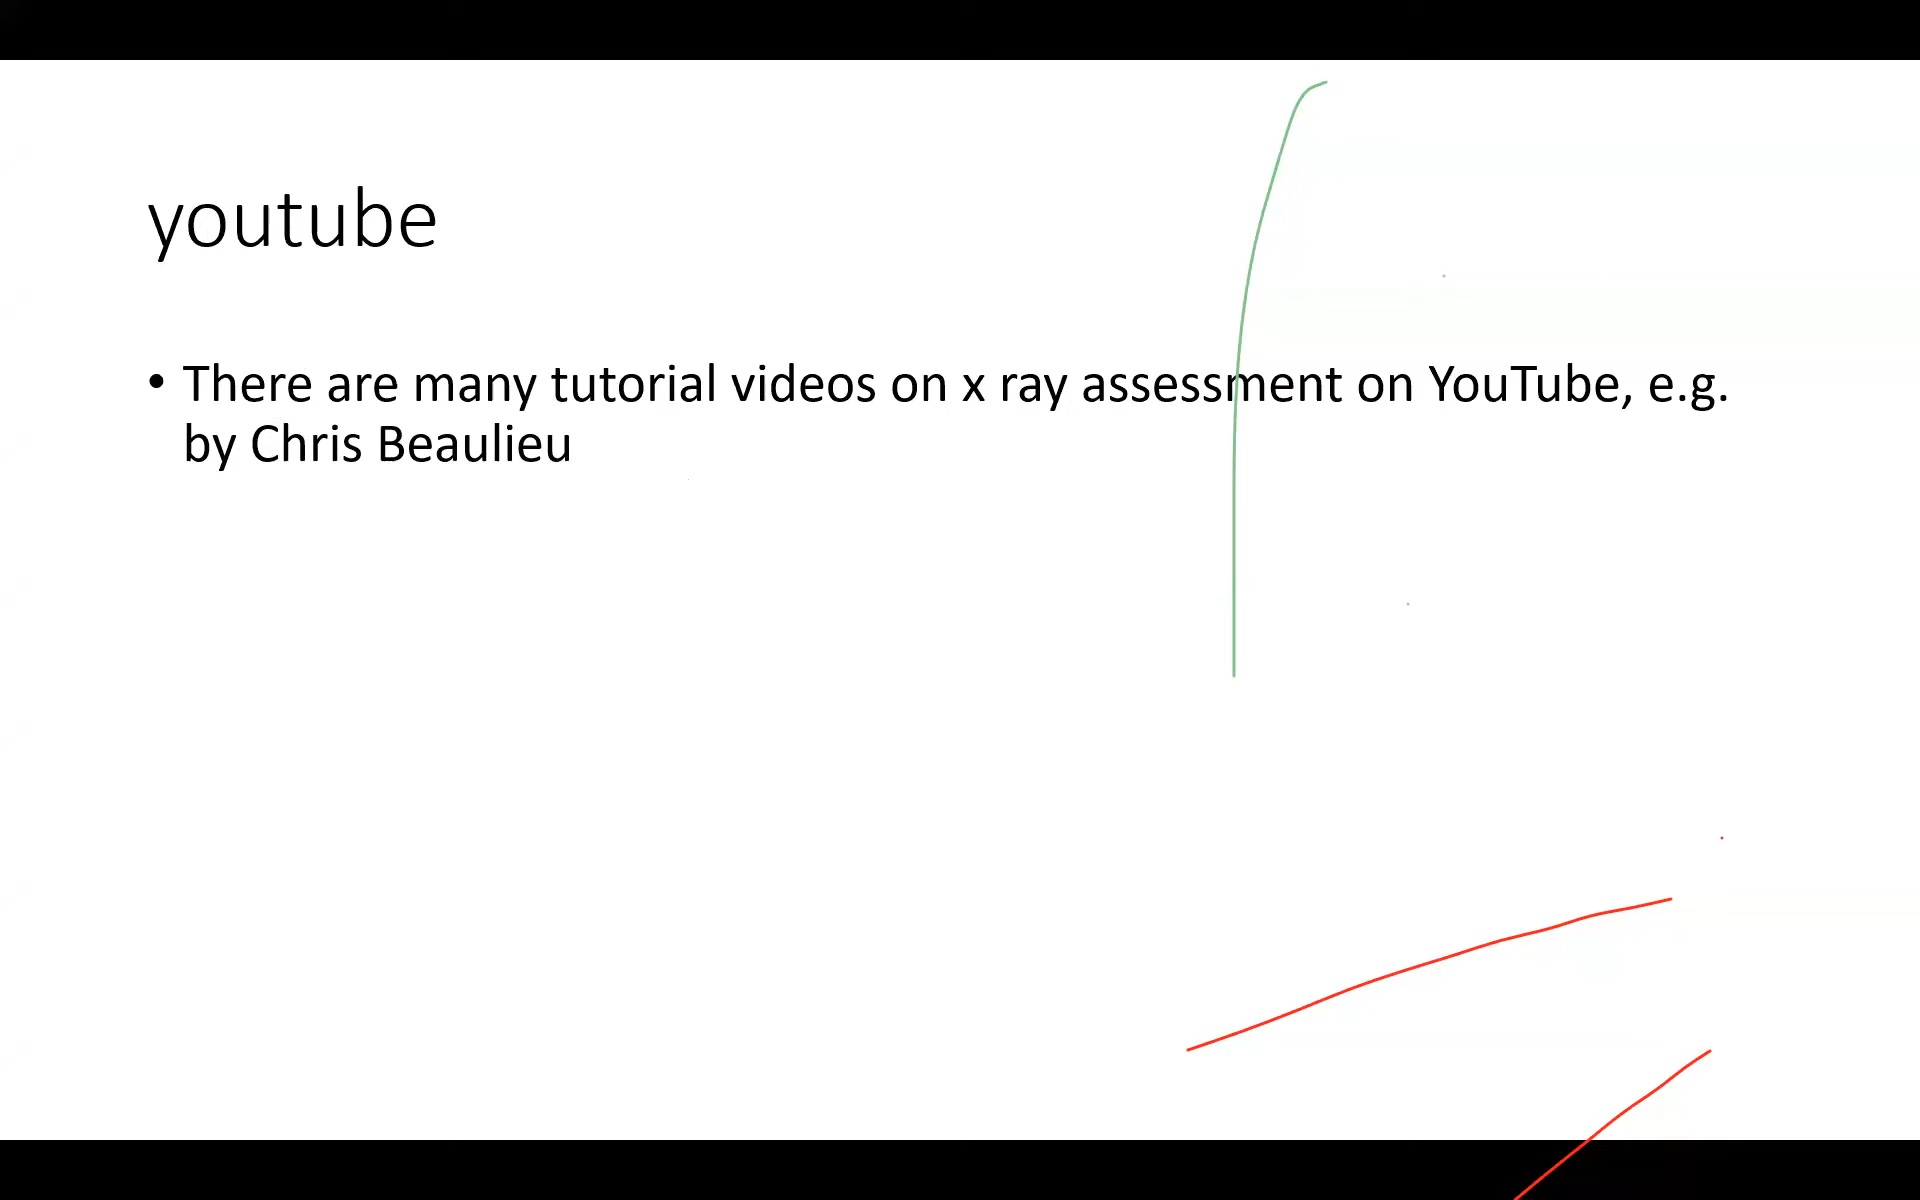 youtube
• There are many tutorial videos on x ray assessment on YouTube, e.g.
by Chris Beaulieu